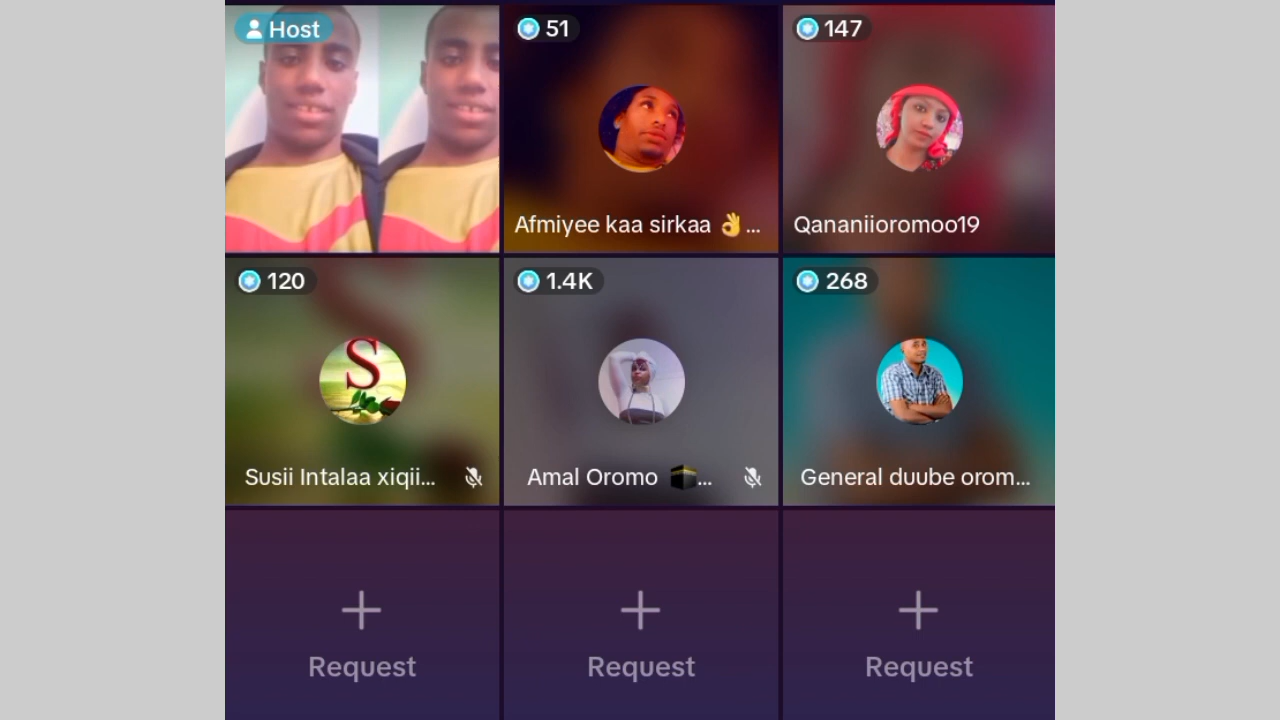 Host
51
147
Afmiyee kaa sirkaa 👌...
Qananiioromoo19
120
1.4K
268
S
Susii Intalaa xiqii...
Amal Oromo 🕋...
General duube orom...
Request
Request
Request